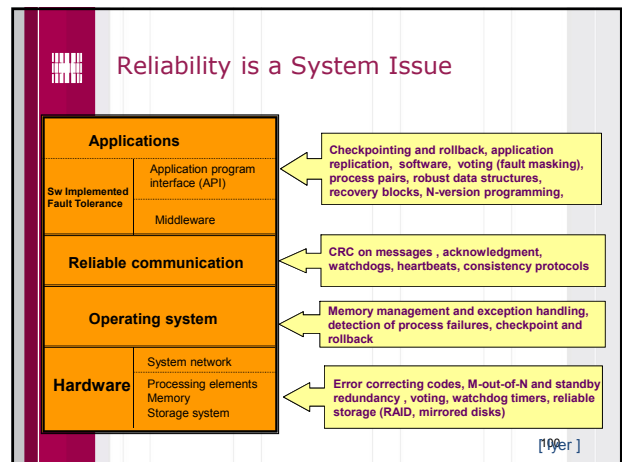 Reliability is a System Issue
Applications
Sw Implemented
Fault Tolerance
Application program
interface (API)
Middleware
Checkpointing and rollback, application
replication, software, voting (fault masking),
process pairs, robust data structures,
recovery blocks, N-version programming,
Reliable communication
CRC on messages , acknowledgment,
watchdogs, heartbeats, consistency protocols
Operating system
Memory management and exception handling,
detection of process failures, checkpoint and
rollback
Hardware
System network
Processing elements
Memory
Storage system
Error correcting codes, M-out-of-N and standby
redundancy , voting, watchdog timers, reliable
storage (RAID, mirrored disks)
[ Iyer ]